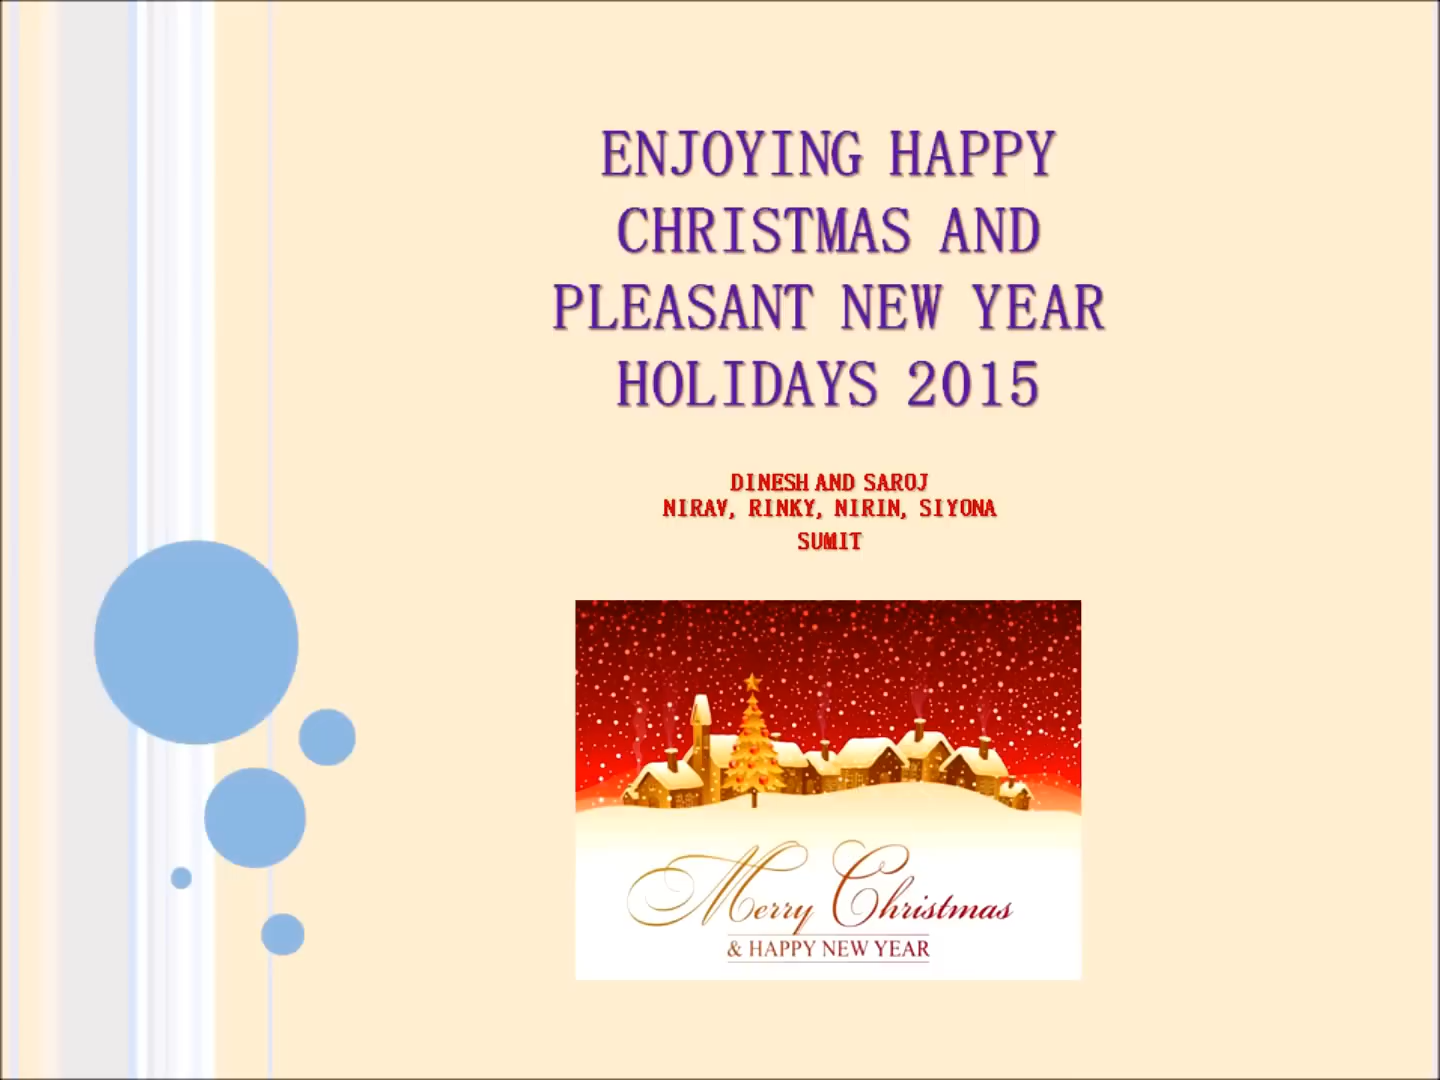 ENJOYING HAPPY
CHRISTMAS AND
PLEASANT NEW YEAR
HOLIDAYS 2015
DINESH AND SAROJ
NIRAV, RINKY, NIRIN, SIYONA
SUMIT
Merry Christmas
& HAPPY NEW YEAR